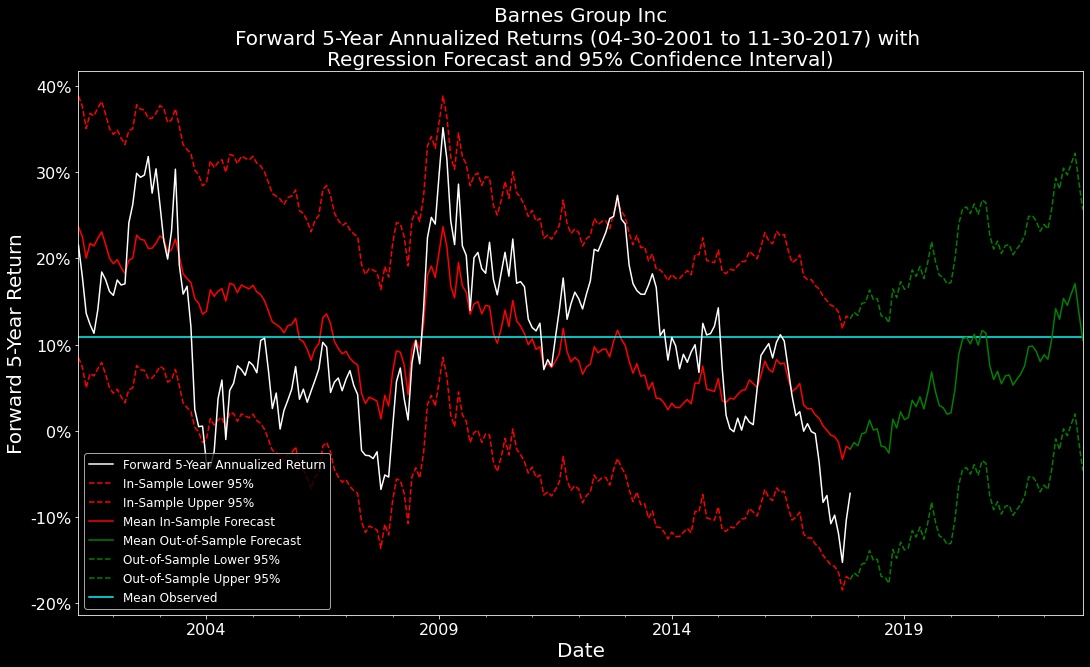 Barnes Group Inc
Forward 5-Year Annualized Returns (04-30-2001 to 11-30-2017) with
Regression Forecast and 95% Confidence Interval)
Forward 5-Year Return
40%
30%
20%
10%
0%
-10%
-20%
Forward 5-Year Annualized Return
In-Sample Lower 95%
In-Sample Upper 95%
Mean In-Sample Forecast
Mean Out-of-Sample Forecast
Out-of-Sample Lower 95%
Out-of-Sample Upper 95%
Mean Observed
2004
2009
2014
2019
Date